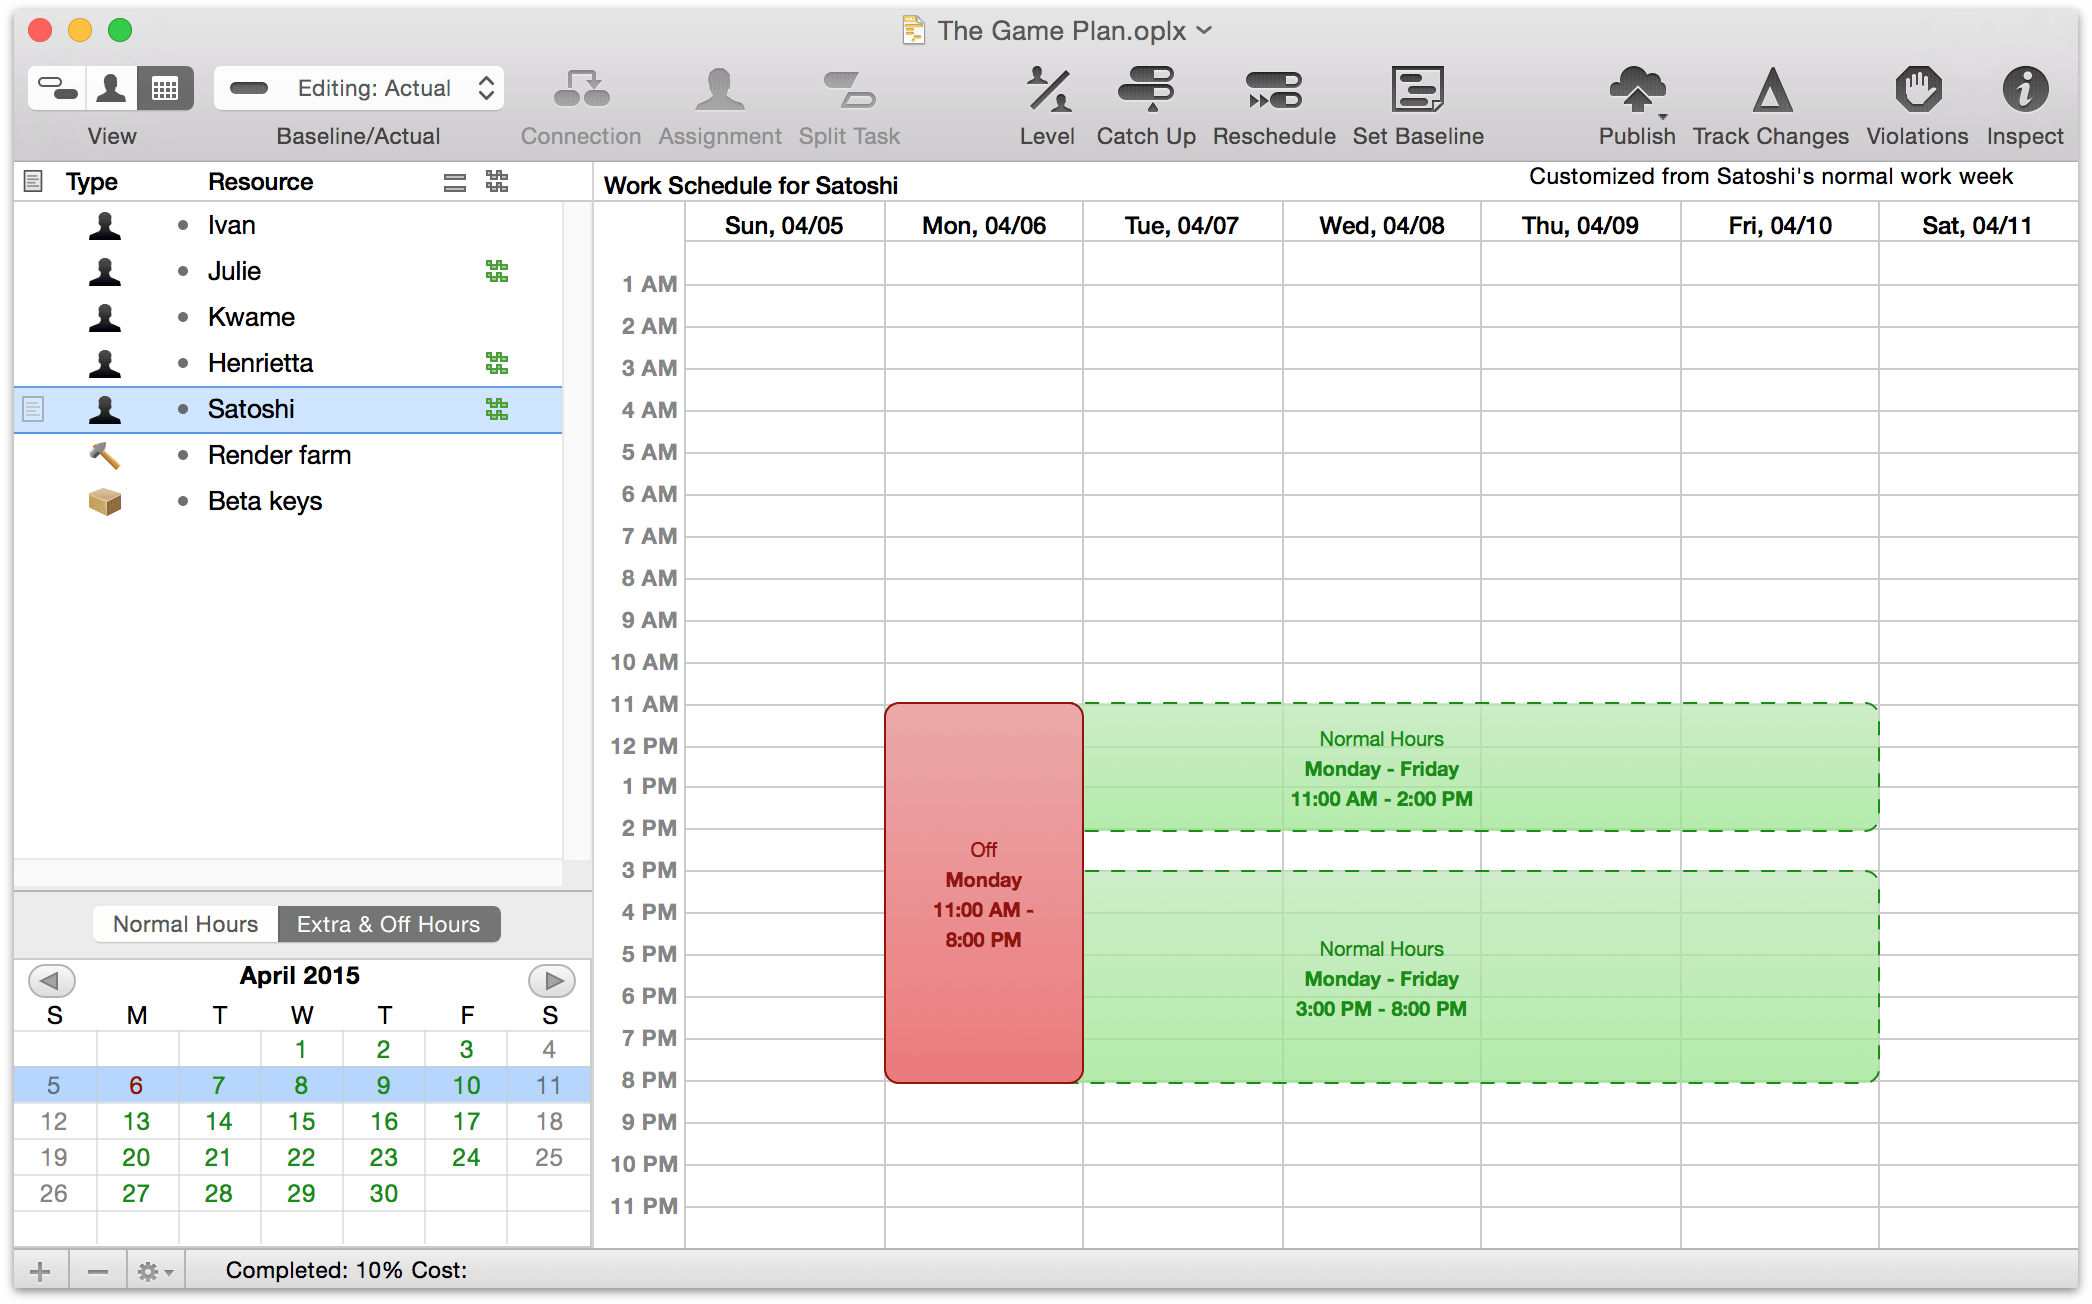 The Game Plan.oplx
Editing: Actual
View Baseline/Actual Connection Assignment Split Task Level Catch Up Reschedule Set Baseline Publish Track Changes Violations Inspect
Type Resource
Ivan
Julie
Kwame
Henrietta
Satoshi
Render farm
Beta keys
Normal Hours Extra & Off Hours
April 2015
S M T W T F S
1 2 3 4
5 6 7 8 9 10 11
12 13 14 15 16 17 18
19 20 21 22 23 24 25
26 27 28 29 30
Work Schedule for Satoshi
Customized from Satoshi's normal work week
Sun, 04/05 Mon, 04/06 Tue, 04/07 Wed, 04/08 Thu, 04/09 Fri, 04/10 Sat, 04/11
1 AM
2 AM
3 AM
4 AM
5 AM
6 AM
7 AM
8 AM
9 AM
10 AM
11 AM
12 PM
1 PM
2 PM
3 PM
4 PM
5 PM
6 PM
7 PM
8 PM
9 PM
10 PM
11 PM
Off
Monday
11:00 AM -
8:00 PM
Normal Hours
Monday - Friday
11:00 AM - 2:00 PM
Normal Hours
Monday - Friday
3:00 PM - 8:00 PM
Completed: 10% Cost: